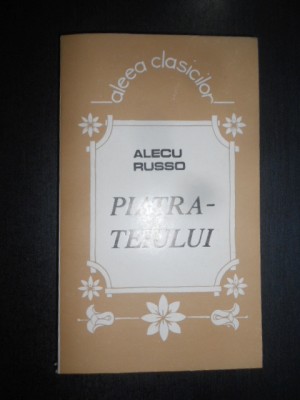 aleea clasicilor
ALECU
RUSSO
PIATRA-
TEIULUI